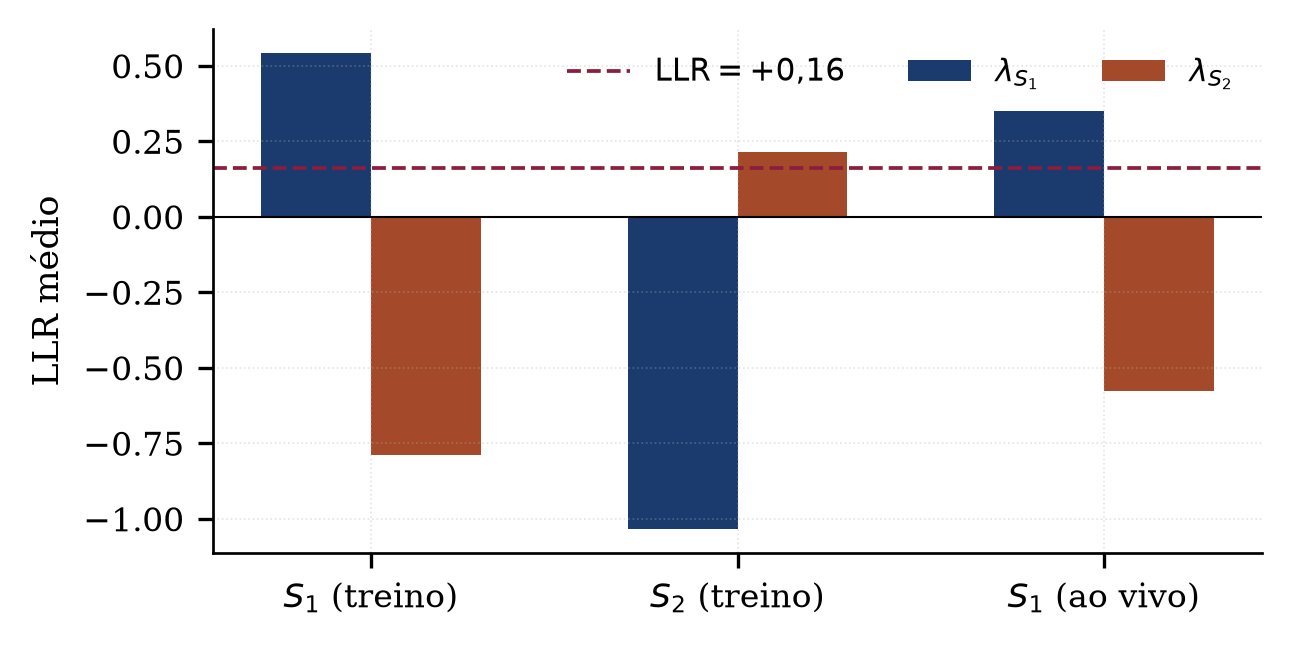 LLR = +0,16 λS₁ λS₂
LLR médio
0.50
0.25
0.00
−0.25
−0.50
−0.75
−1.00
S₁ (treino) S₂ (treino) S₁ (ao vivo)